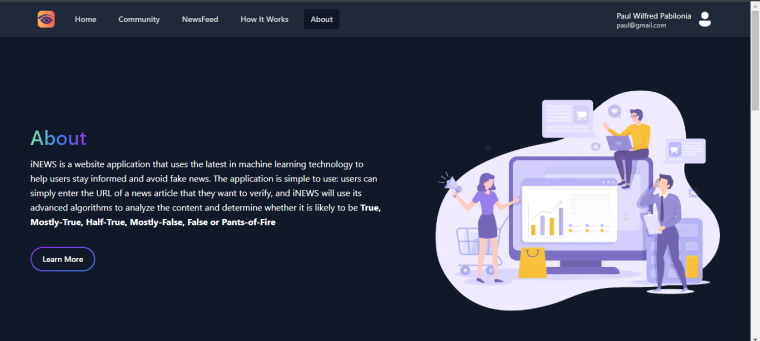 Home Community NewsFeed How It Works About
Paul Wilfred Pabilonia
paul@gmail.com
About
iNEWS is a website application that uses the latest in machine learning technology to
help users stay informed and avoid fake news. The application is simple to use: users can
simply enter the URL of a news article that they want to verify, and iNEWS will use its
advanced algorithms to analyze the content and determine whether it is likely to be True,
Mostly-True, Half-True, Mostly-False, False or Pants-of-Fire
Learn More